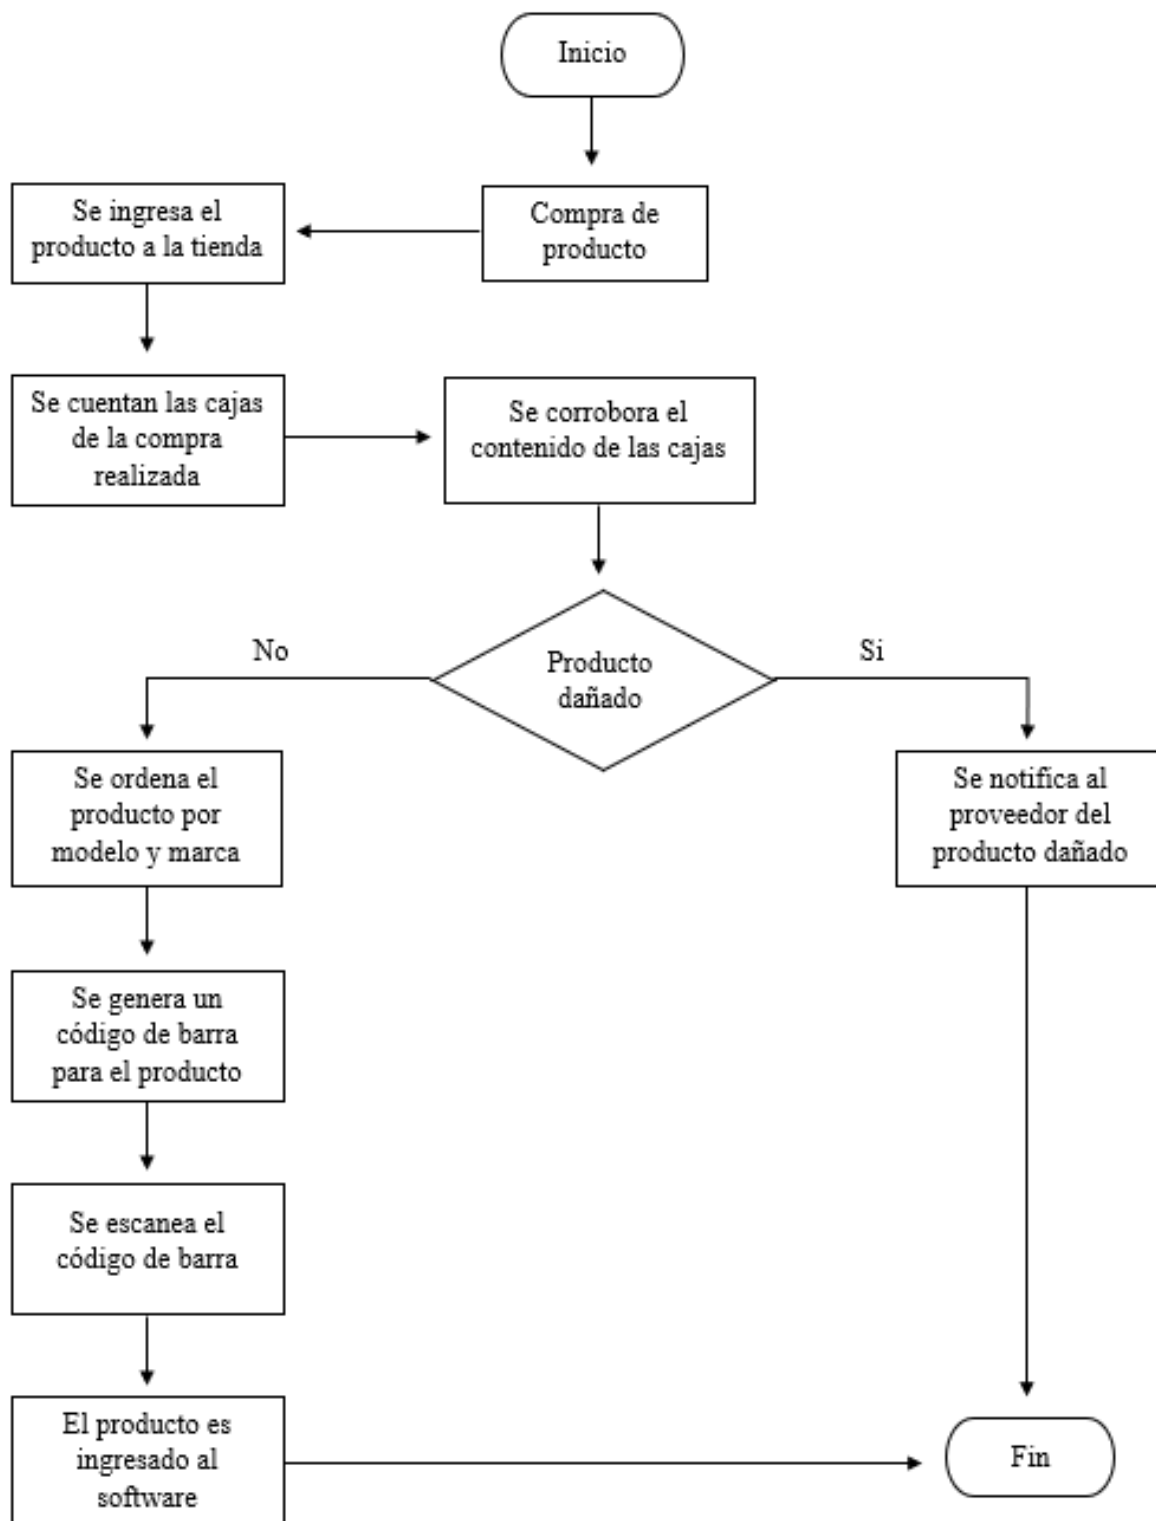 Inicio
Compra de
producto
Se ingresa el
producto a la tienda
Se cuentan las cajas
de la compra
realizada
Se corrobora el
contenido de las cajas
Producto
dañado
No
Si
Se ordena el
producto por
modelo y marca
Se notifica al
proveedor del
producto dañado
Se genera un
código de barra
para el producto
Se escanea el
código de barra
El producto es
ingresado al
software
Fin